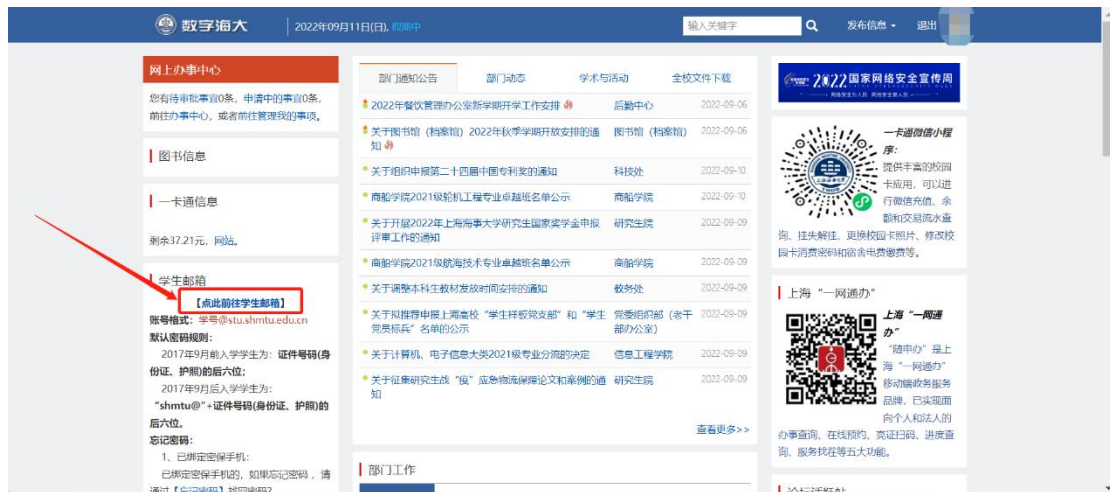 数字海大
2022年09月11日(日), 假期中
输入关键字
发布信息
退出
网上办事中心
您有待审批事宜0条，申请中的事宜0条，
前往办事中心，或者前往管理我的事项。
图书信息
一卡通信息
剩余37.21元，网站。
学生邮箱
【点此前往学生邮箱】
账号格式：学号@stu.shmtu.edu.cn
默认密码规则：
2017年9月前入学学生为：证件号码(身
份证、护照)的后六位；
2017年9月后入学学生为：
"shmtu@"+证件号码(身份证、护照)的
后六位。
忘记密码：
1、已绑定密保手机：
已绑定密保手机的，如果忘记密码，请
通过【忘记密码】找回密码?
部门通知公告 部门动态 学术与活动 全校文件下载
2022年餐饮管理办公室新学期开学工作安排 后勤中心 2022-09-06
关于图书馆（档案馆）2022年秋季学期开放安排的通 图书馆（档案馆） 2022-09-06
知
关于组织申报第二十四届中国专利奖的通知 科技处 2022-09-10
商船学院2021级轮机工程专业卓越班名单公示 商船学院 2022-09-10
关于开展2022年上海海事大学研究生国家奖学金申报 研究生院 2022-09-09
评审工作的通知
商船学院2021级航海技术专业卓越班名单公示 商船学院 2022-09-09
关于调整本科生教材发放时间安排的通知 教务处 2022-09-09
关于拟推荐申报上海高校“学生样板党支部”和“学生 党委组织部（老干 2022-09-09
党员标兵”名单的公示 部办公室）
关于计算机、电子信息大类2021级专业分流的决定 信息工程学院 2022-09-09
关于征集研究生战“疫”应急物流保障论文和案例的通 研究生院 2022-09-09
知
查看更多>>
部门工作
2022国家网络安全宣传周
网络安全为人民 网络安全靠人民
一卡通微信小程
序：
提供丰富的校园
卡应用，可以进
行微信充值、余
额和交易流水查
询、挂失解挂、更换校园卡照片、修改校
园卡消费密码和宿舍电费缴费等。
上海“一网通办”
上海“一网通
办”
“随申办”是上
海“一网通办”
移动端政务服务
品牌，已实现面
向个人和法人的
办事查询、在线预约、亮证扫码、进度查
询、服务找茬等五大功能。
论坛活跃帖